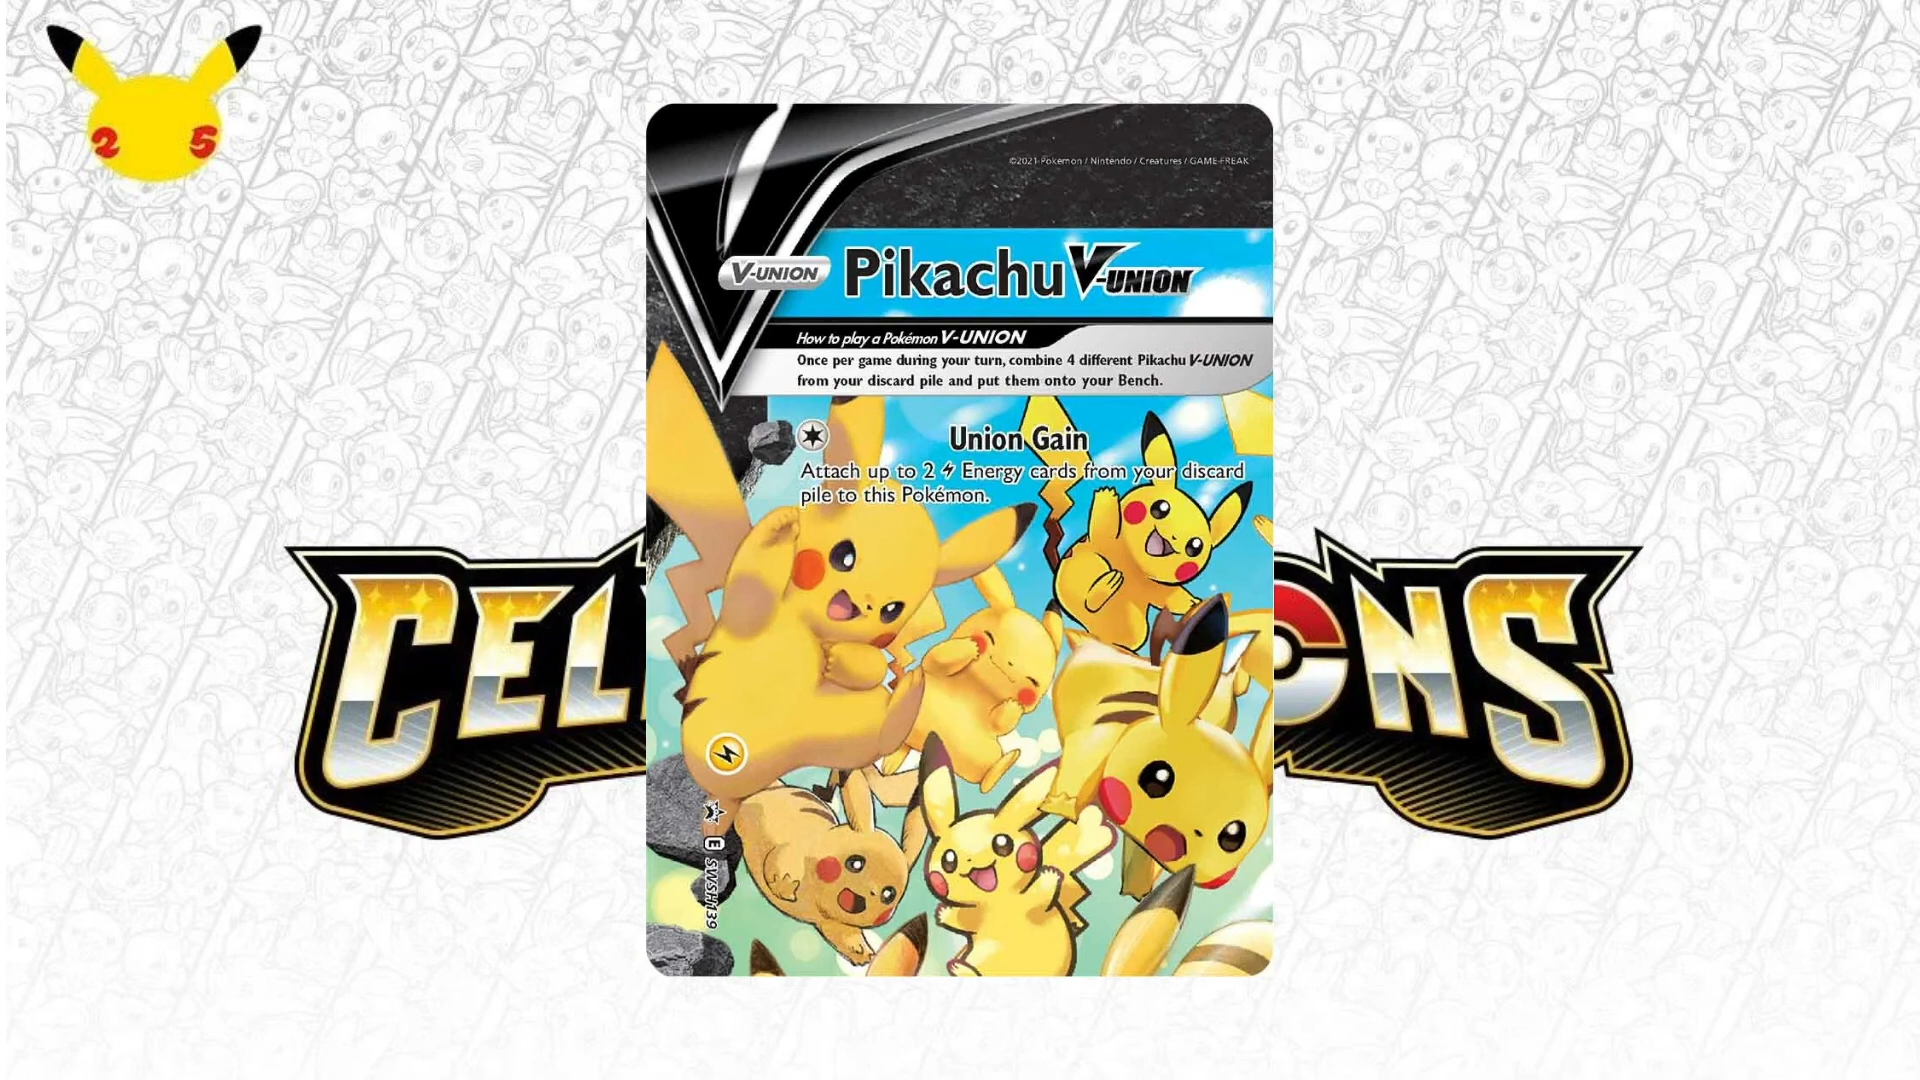 2 5
©2021 Pokémon / Nintendo / Creatures / GAME FREAK
V-UNION
Pikachu V-UNION
How to play a Pokémon V-UNION
Once per game during your turn, combine 4 different Pikachu V-UNION
from your discard pile and put them onto your Bench.
Union Gain
Attach up to 2 Energy cards from your discard
pile to this Pokémon.
CEL
ONS
E SWSH139